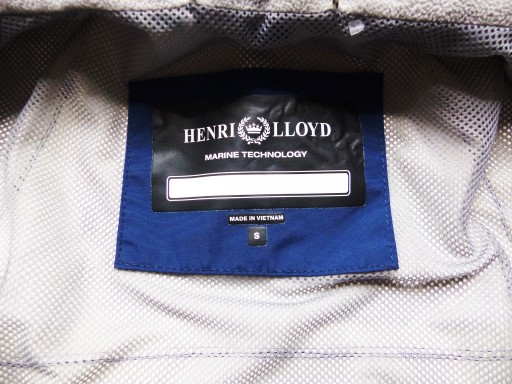 HENRI LLOYD
MARINE TECHNOLOGY
MADE IN VIETNAM
S